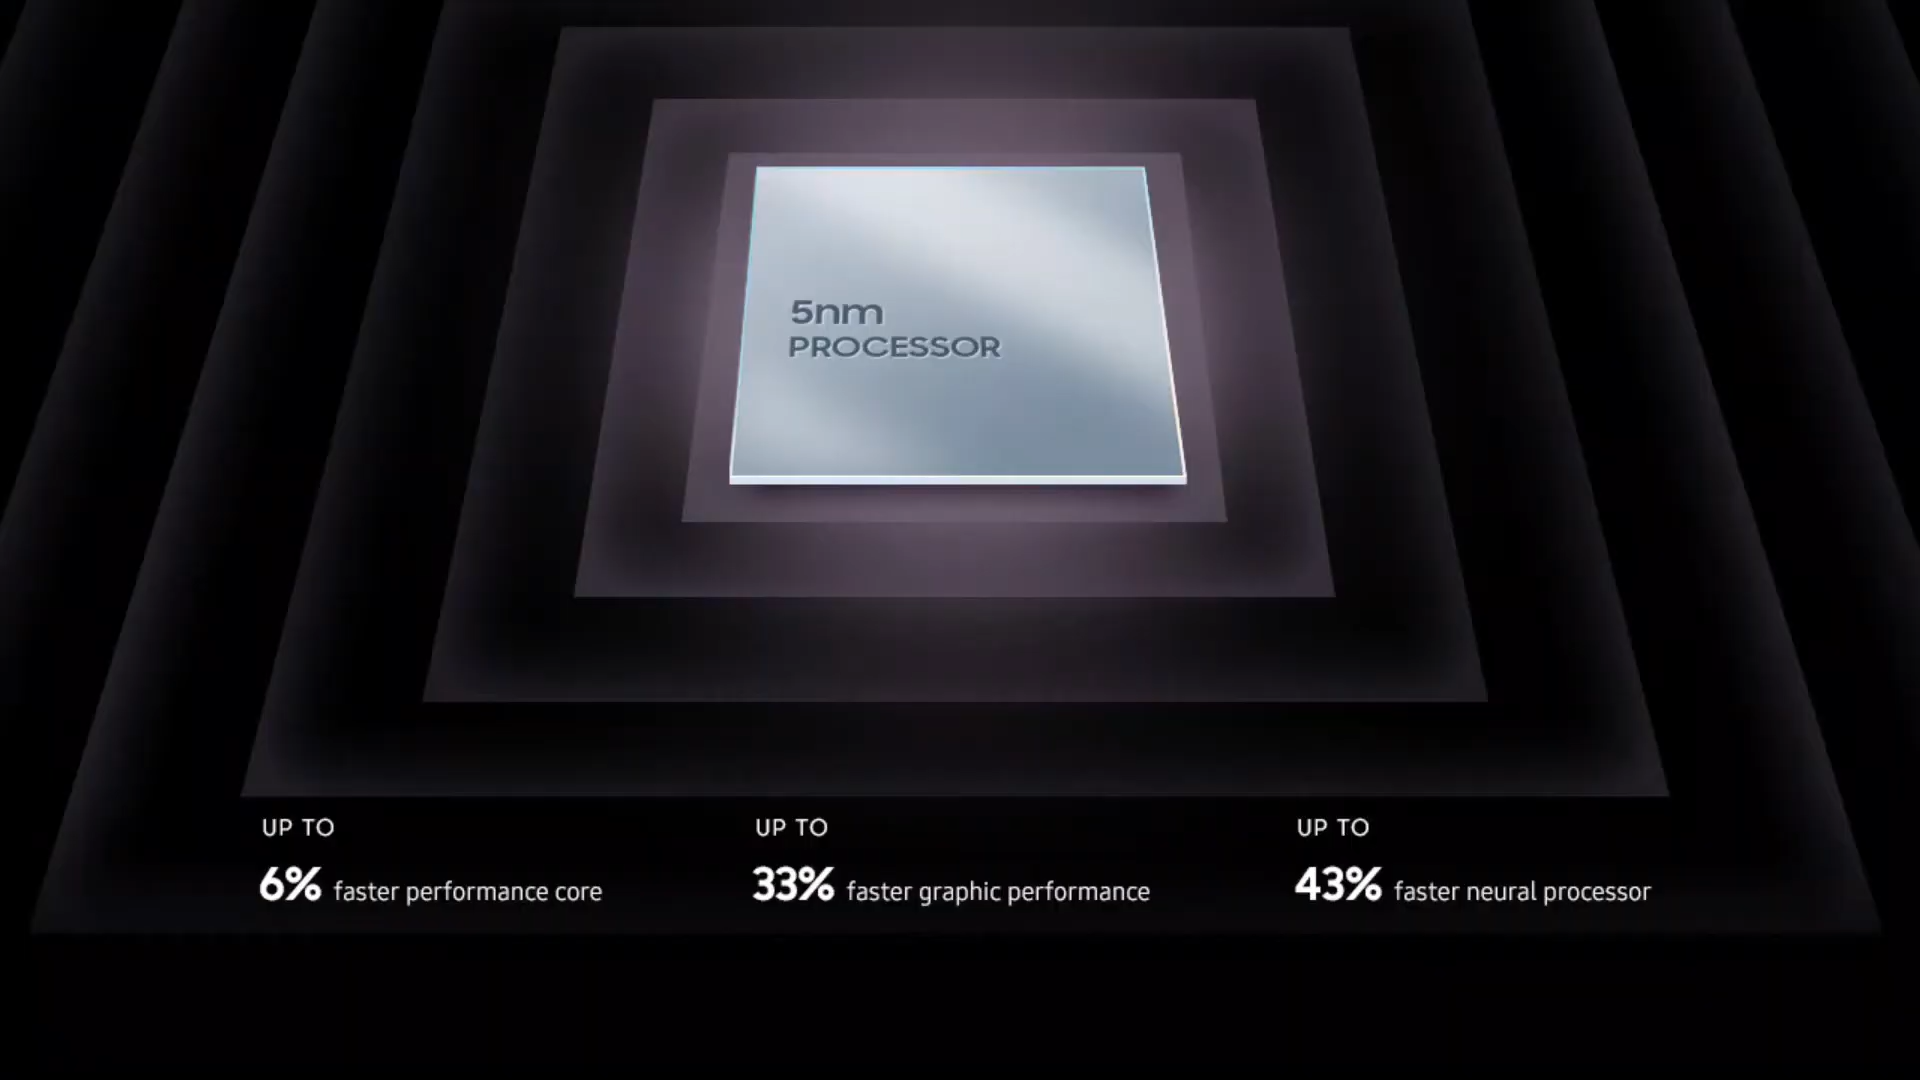 5nm
PROCESSOR
UP TO
6% faster performance core
UP TO
33% faster graphic performance
UP TO
43% faster neural processor